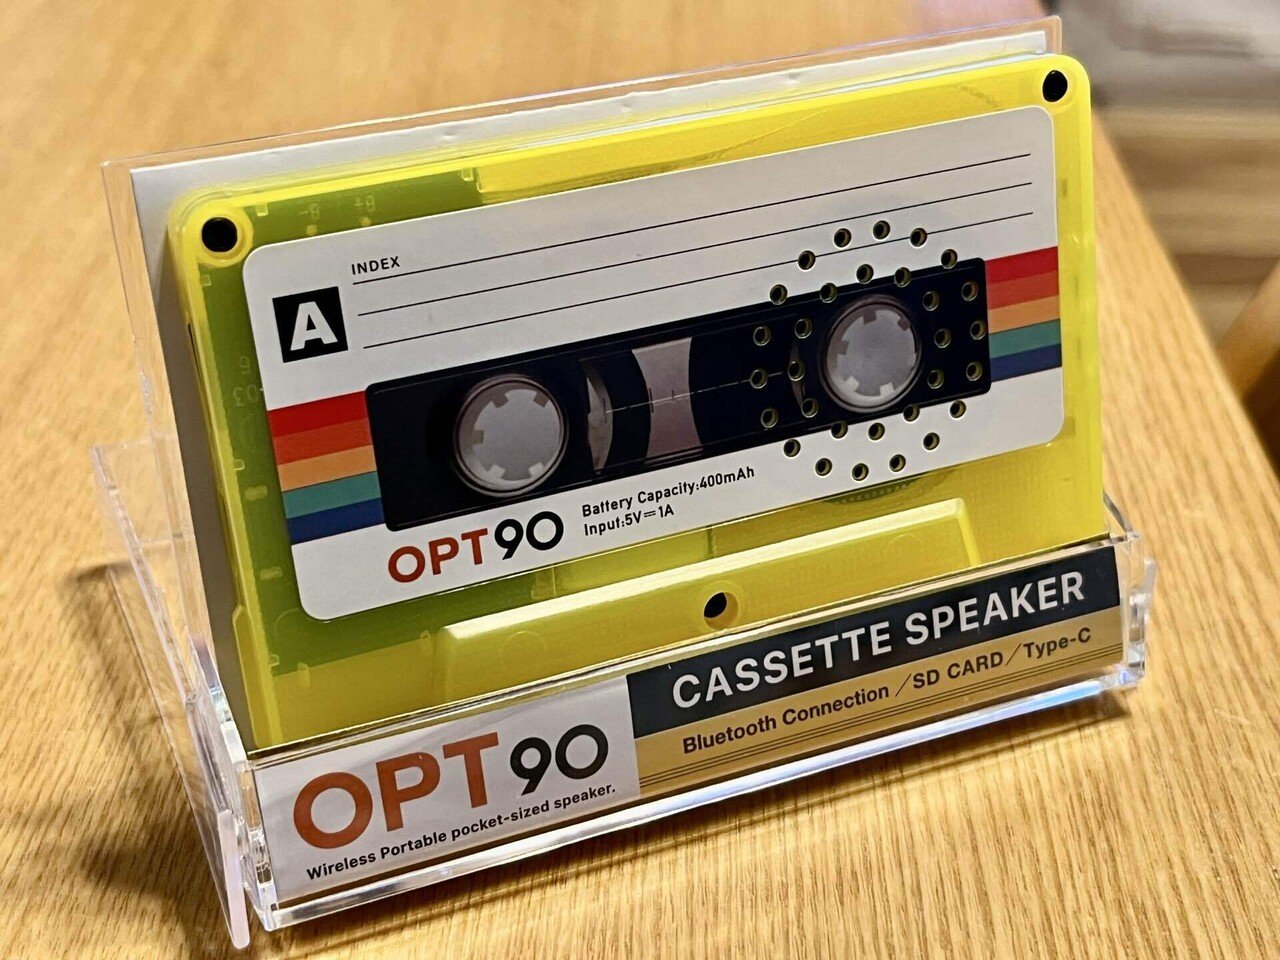 INDEX
A
OPT90
Battery Capacity:400mAh
Input:5V⎓1A
CASSETTE SPEAKER
Bluetooth Connection/SD CARD/Type-C
OPT90
Wireless Portable pocket-sized speaker.